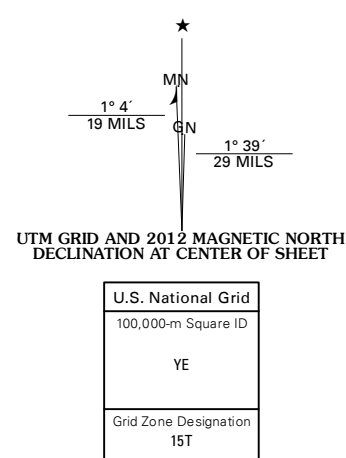 MN
1° 4´
19 MILS
GN
1° 39´
29 MILS
UTM GRID AND 2012 MAGNETIC NORTH
DECLINATION AT CENTER OF SHEET
U.S. National Grid
100,000-m Square ID
YE
Grid Zone Designation
15T